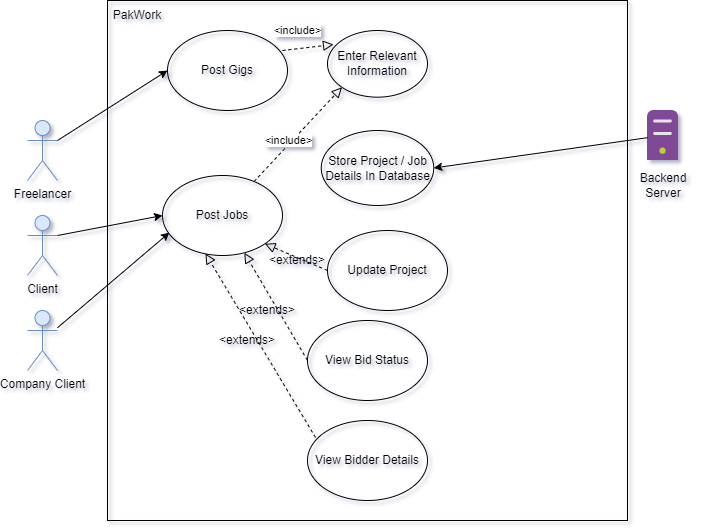 PakWork
<include>
Post Gigs
Enter Relevant
Information
<include>
Store Project / Job
Details In Database
Backend
Server
Freelancer
Post Jobs
Client
<extends>
Update Project
<extends>
<extends>
View Bid Status
Company Client
View Bidder Details